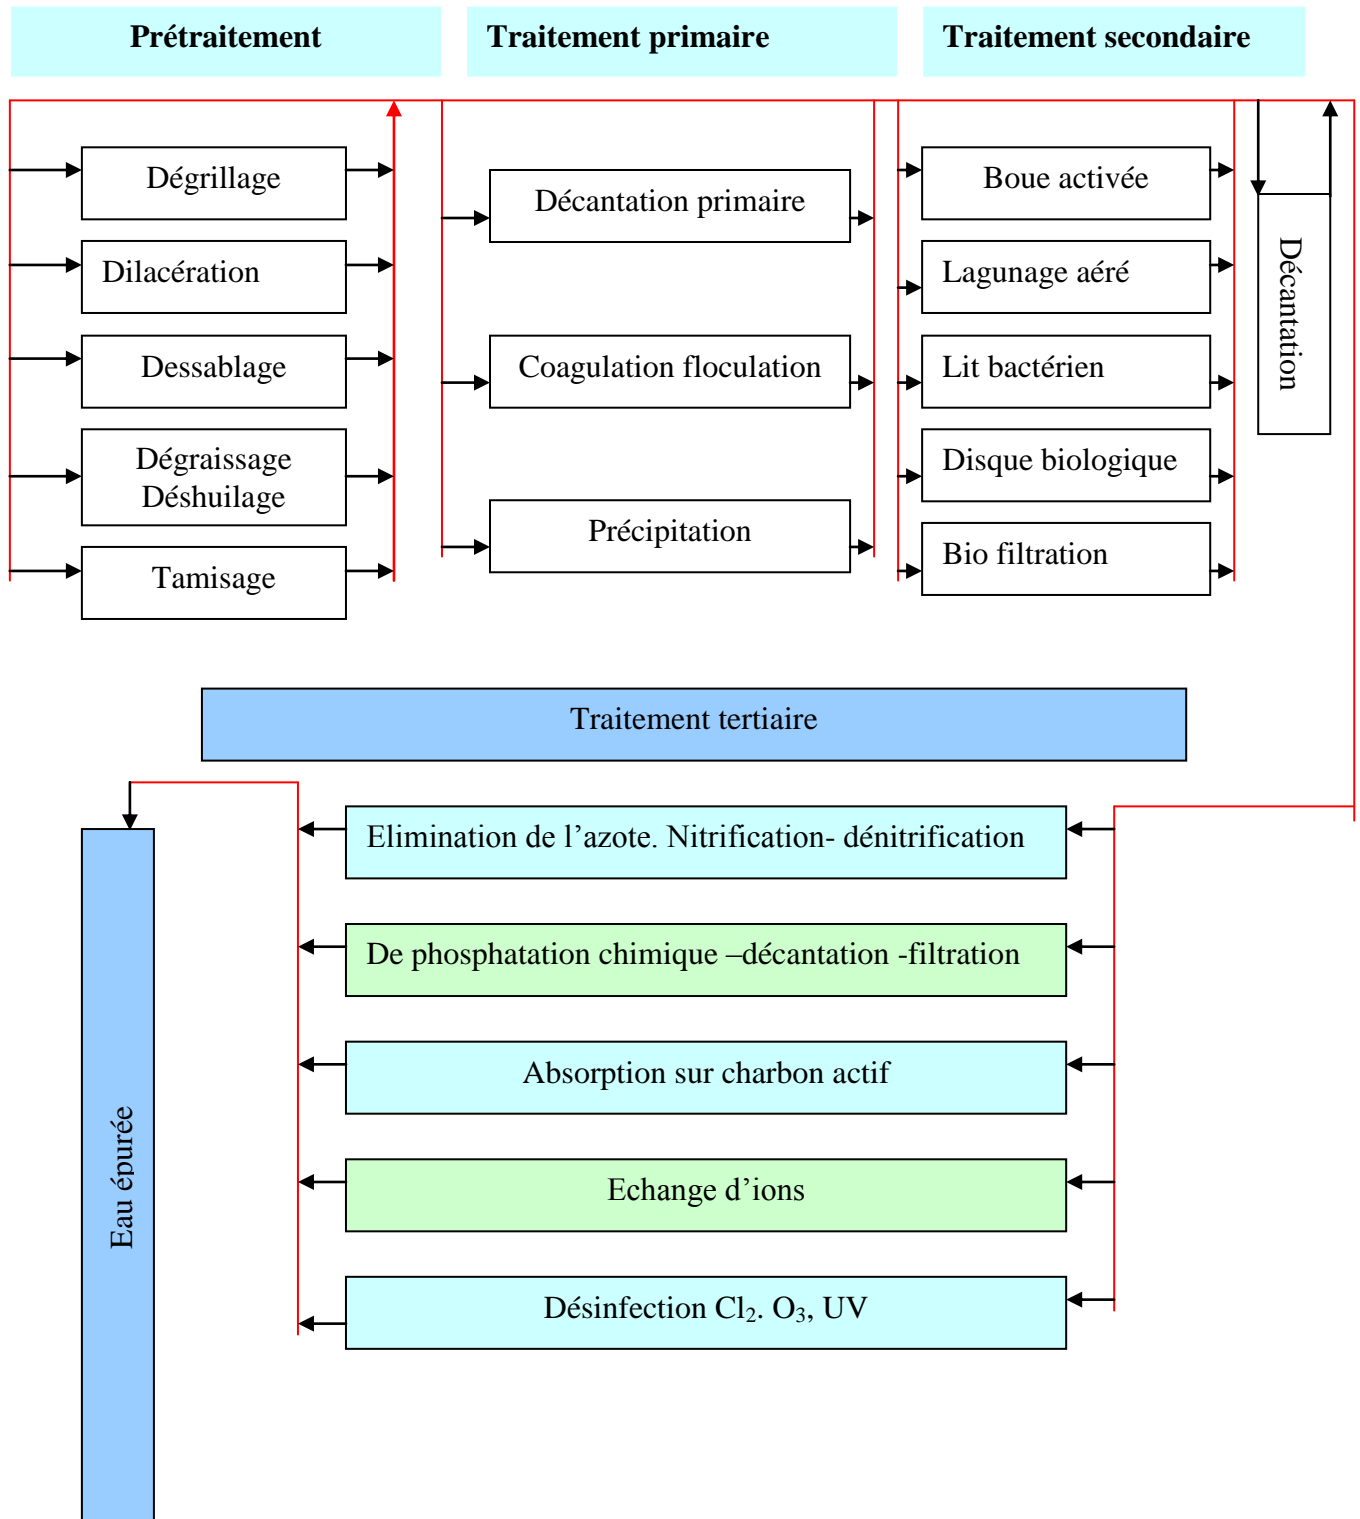 Prétraitement
Traitement primaire
Traitement secondaire
Dégrillage
Dilacération
Dessablage
Dégraissage
Déshuilage
Tamisage
Décantation primaire
Coagulation floculation
Précipitation
Boue activée
Lagunage aéré
Lit bactérien
Disque biologique
Bio filtration
Décantation
Traitement tertiaire
Elimination de l’azote. Nitrification- dénitrification
De phosphatation chimique –décantation -filtration
Absorption sur charbon actif
Echange d’ions
Désinfection Cl₂. O₃, UV
Eau épurée